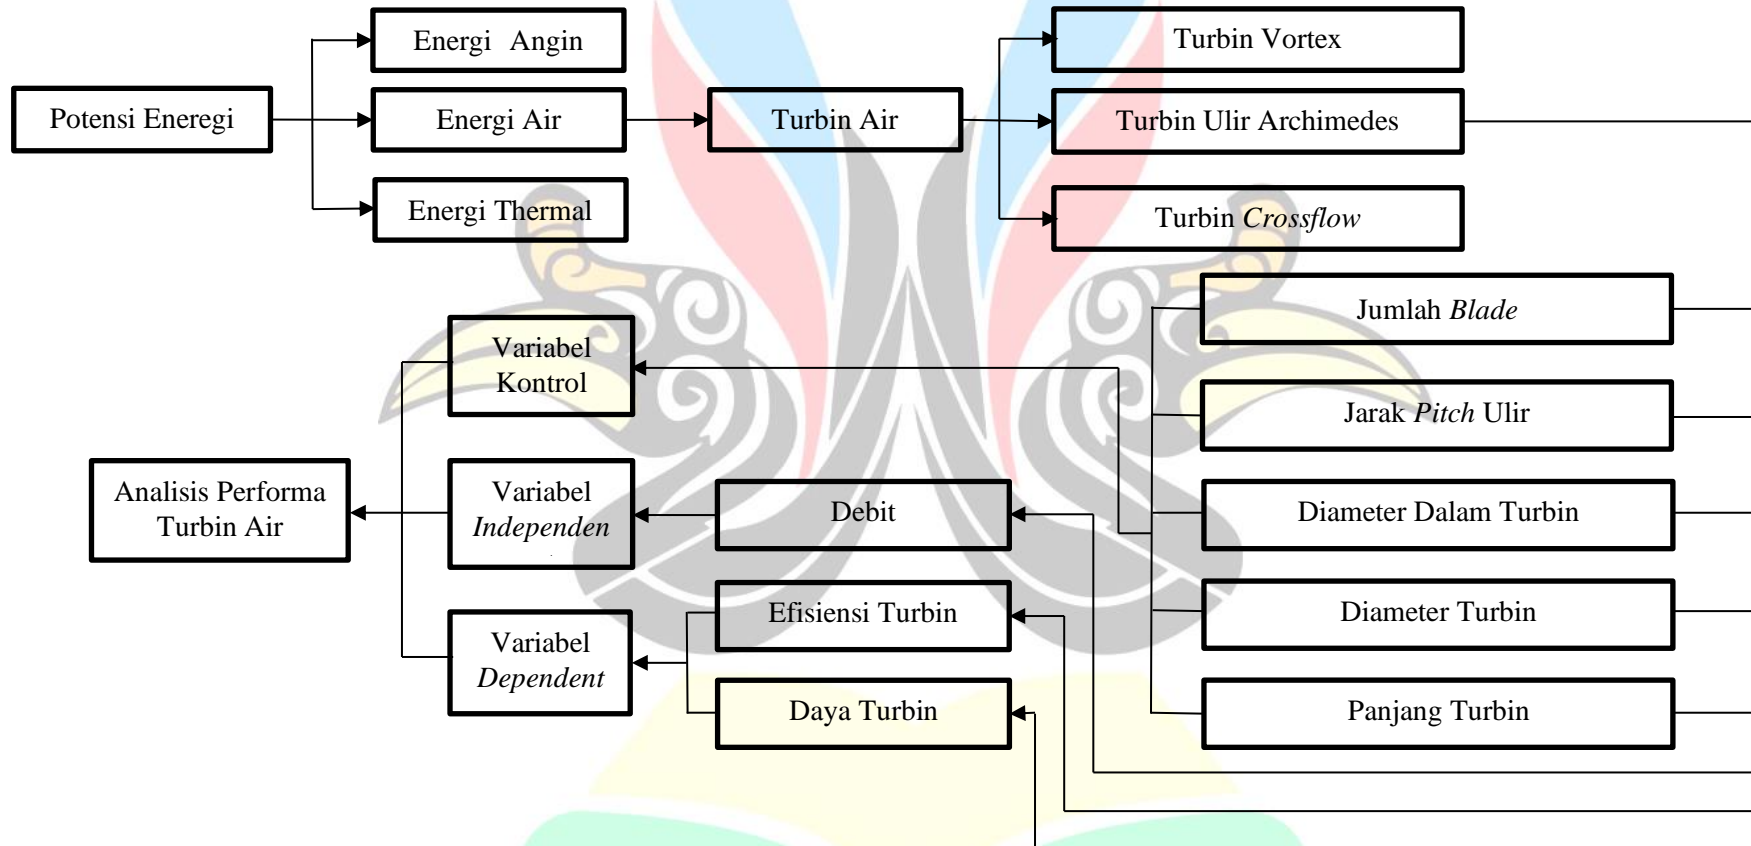 Energi Angin
Turbin Vortex
Potensi Eneregi
Energi Air
Turbin Air
Turbin Ulir Archimedes
Energi Thermal
Turbin Crossflow
Jumlah Blade
Variabel
Kontrol
Jarak Pitch Ulir
Analisis Performa
Turbin Air
Variabel
Independen
Debit
Diameter Dalam Turbin
Efisiensi Turbin
Diameter Turbin
Variabel
Dependent
Daya Turbin
Panjang Turbin